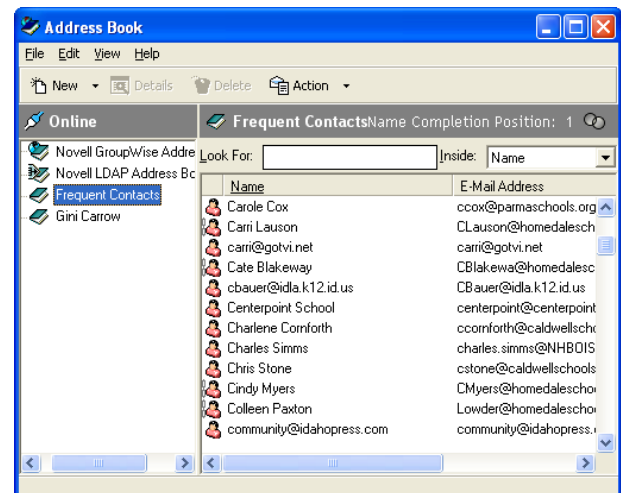 Address Book
File Edit View Help
New Details Delete Action
Online
Frequent Contacts Name Completion Position: 1
Novell GroupWise Addre
Novell LDAP Address Bc
Frequent Contacts
Gini Carrow
Look For: Inside: Name
Name E-Mail Address
Carole Cox ccox@parmaschools.org
Carri Lauson CLauson@homedalesch
carri@gotvi.net carri@gotvi.net
Cate Blakeway CBlakewa@homedalesc
cbauer@idla.k12.id.us CBauer@idla.k12.id.us
Centerpoint School centerpoint@centerpoint
Charlene Cornforth ccornforth@caldwellscho
Charles Simms charles.simms@NHBOIS
Chris Stone cstone@caldwellschools
Cindy Myers CMyers@homedaleschoo
Colleen Paxton Lowder@homedaleschoo
community@idahopress.com community@idahopress.